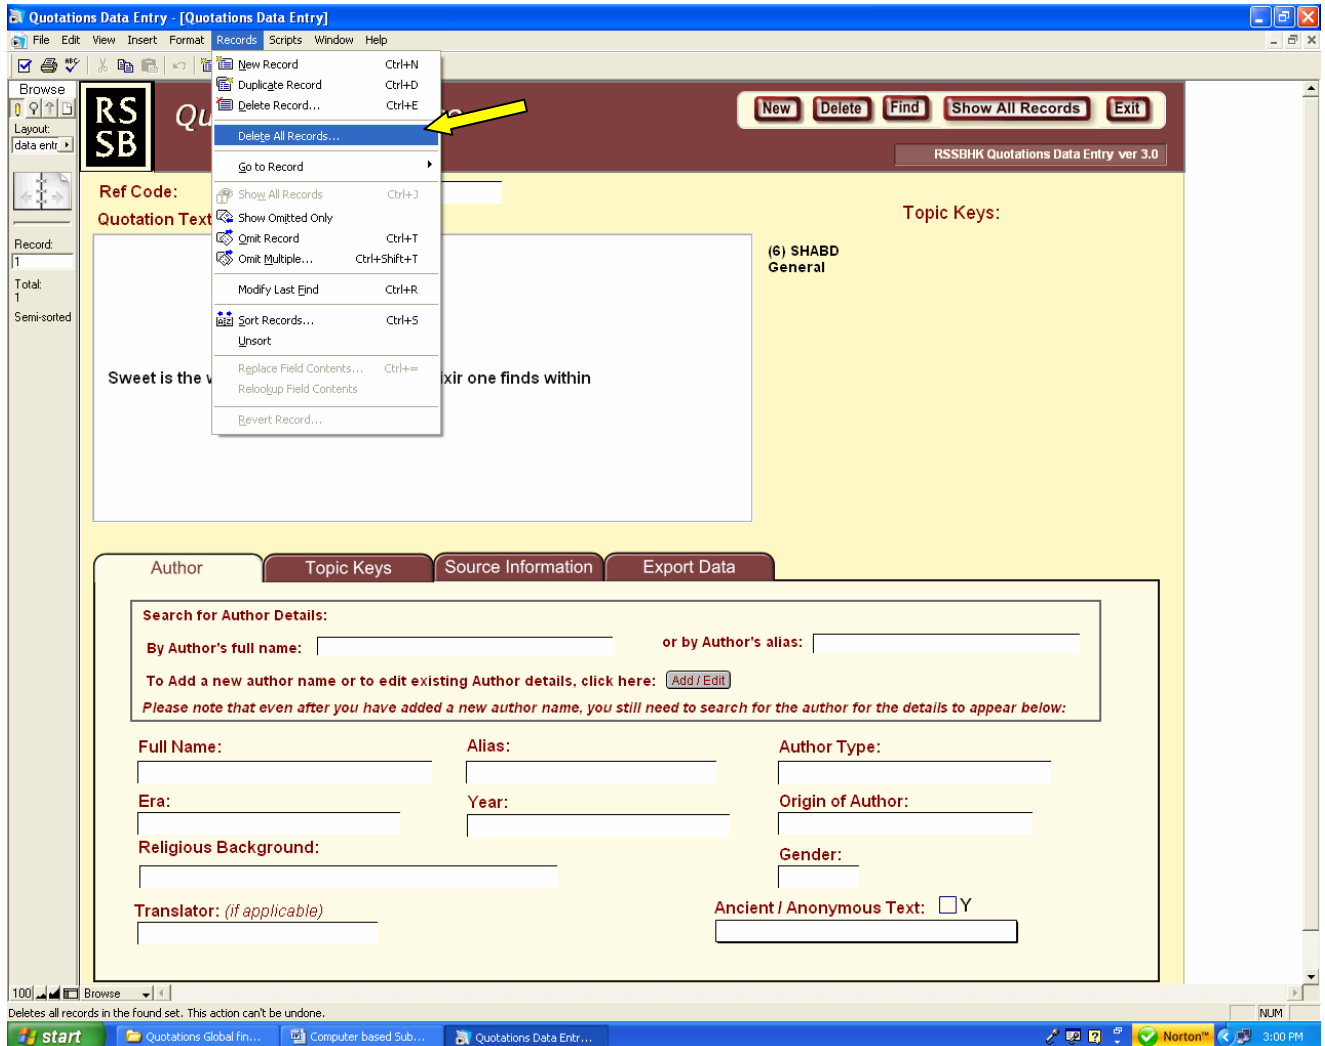 Quotations Data Entry - [Quotations Data Entry]
File Edit View Insert Format Records Scripts Window Help
New Record Ctrl+N
Duplicate Record Ctrl+D
Delete Record... Ctrl+E
Delete All Records...
Go to Record
Show All Records Ctrl+J
Show Omitted Only
Omit Record Ctrl+T
Omit Multiple... Ctrl+Shift+T
Modify Last Find Ctrl+R
Sort Records... Ctrl+S
Unsort
Replace Field Contents... Ctrl+=
Relookup Field Contents
Revert Record...
Browse
Layout:
data entr
Record:
1
Total:
1
Semi-sorted
RS
SB
Qu
New Delete Find Show All Records Exit
RSSBHK Quotations Data Entry ver 3.0
Ref Code:
Quotation Text
Topic Keys:
(6) SHABD
General
Sweet is the w
ixir one finds within
Author Topic Keys Source Information Export Data
Search for Author Details:
By Author's full name: or by Author's alias:
To Add a new author name or to edit existing Author details, click here: Add / Edit
Please note that even after you have added a new author name, you still need to search for the author for the details to appear below:
Full Name: Alias: Author Type:
Era: Year: Origin of Author:
Religious Background: Gender:
Translator: (if applicable) Ancient / Anonymous Text: Y
100 Browse
Deletes all records in the found set. This action can't be undone. NUM
start Quotations Global fin... Computer based Sub... Quotations Data Entr... Norton™ 3:00 PM